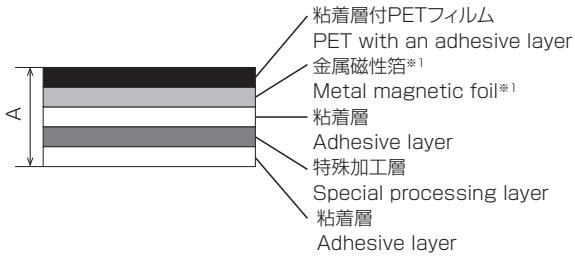 粘着層付PETフィルム
PET with an adhesive layer
金属磁性箔※1
Metal magnetic foil※1
粘着層
Adhesive layer
特殊加工層
Special processing layer
粘着層
Adhesive layer
A